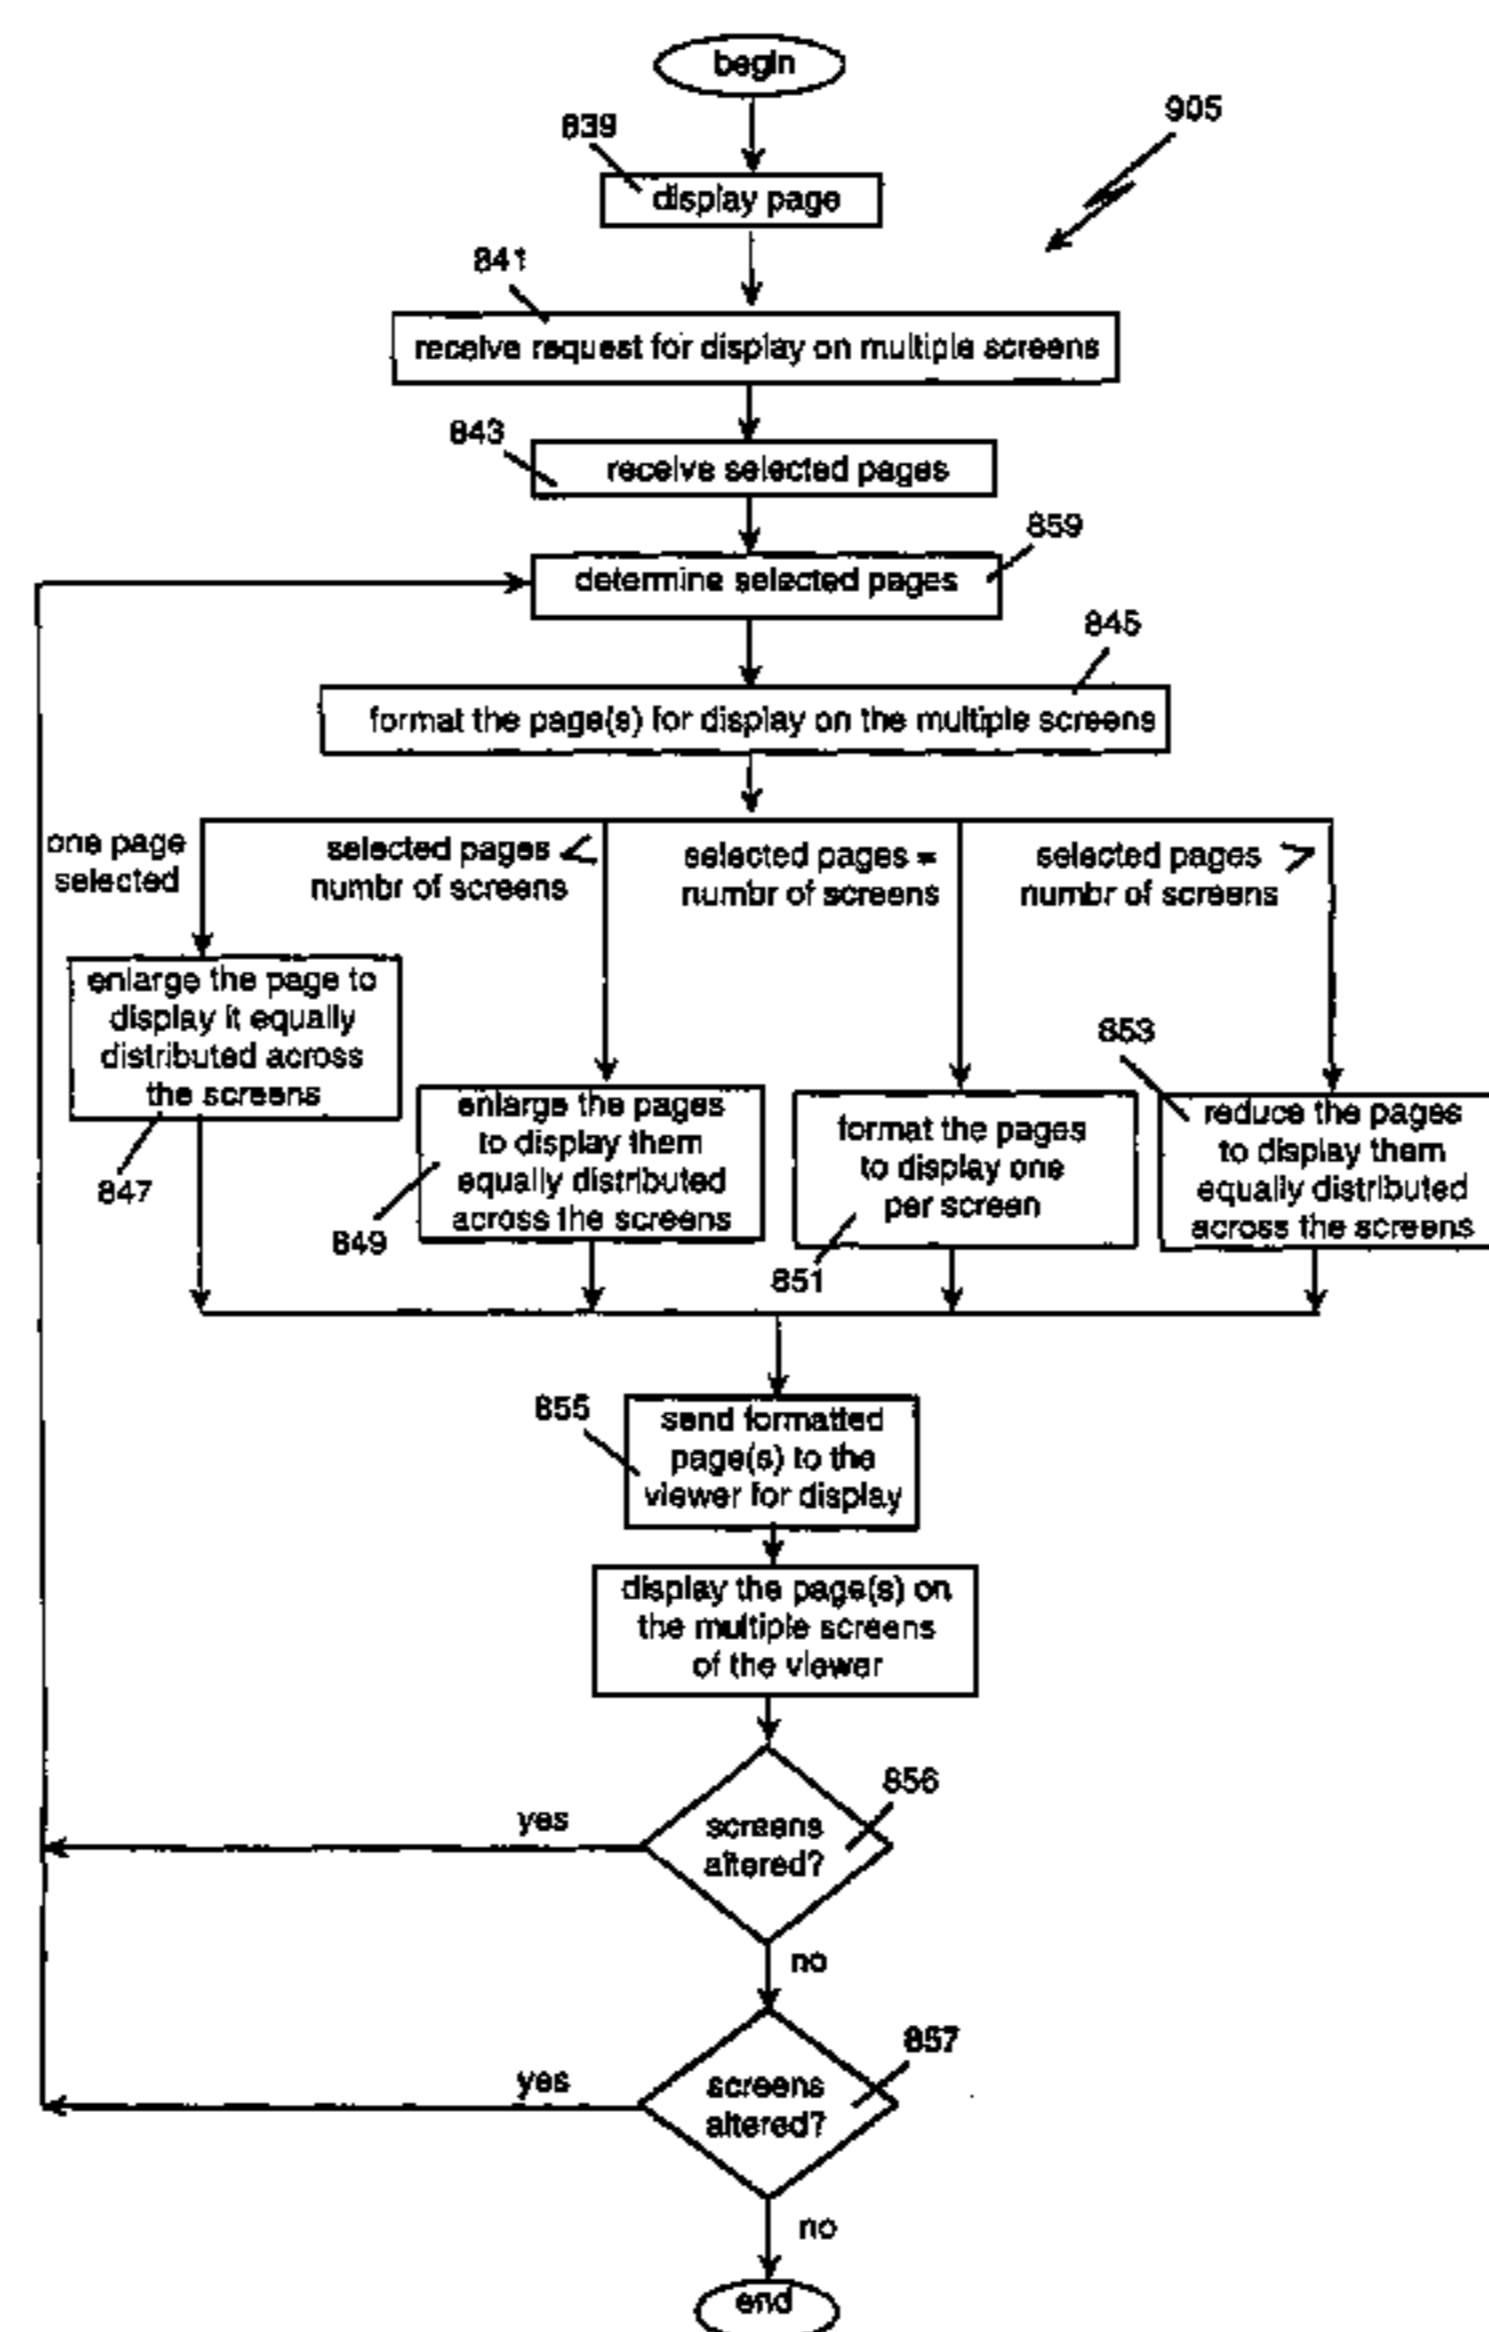 begin
905
839
display page
841
receive request for display on multiple screens
843
receive selected pages
859
determine selected pages
845
format the page(s) for display on the multiple screens
one page
selected
selected pages <
numbr of screens
selected pages =
numbr of screens
selected pages >
numbr of screens
enlarge the page to
display it equally
distributed across
the screens
847
enlarge the pages
to display them
equally distributed
across the screens
849
format the pages
to display one
per screen
851
853
reduce the pages
to display them
equally distributed
across the screens
855
send formatted
page(s) to the
viewer for display
display the page(s) on
the multiple screens
of the viewer
856
screens
altered?
yes
no
857
screens
altered?
yes
no
end